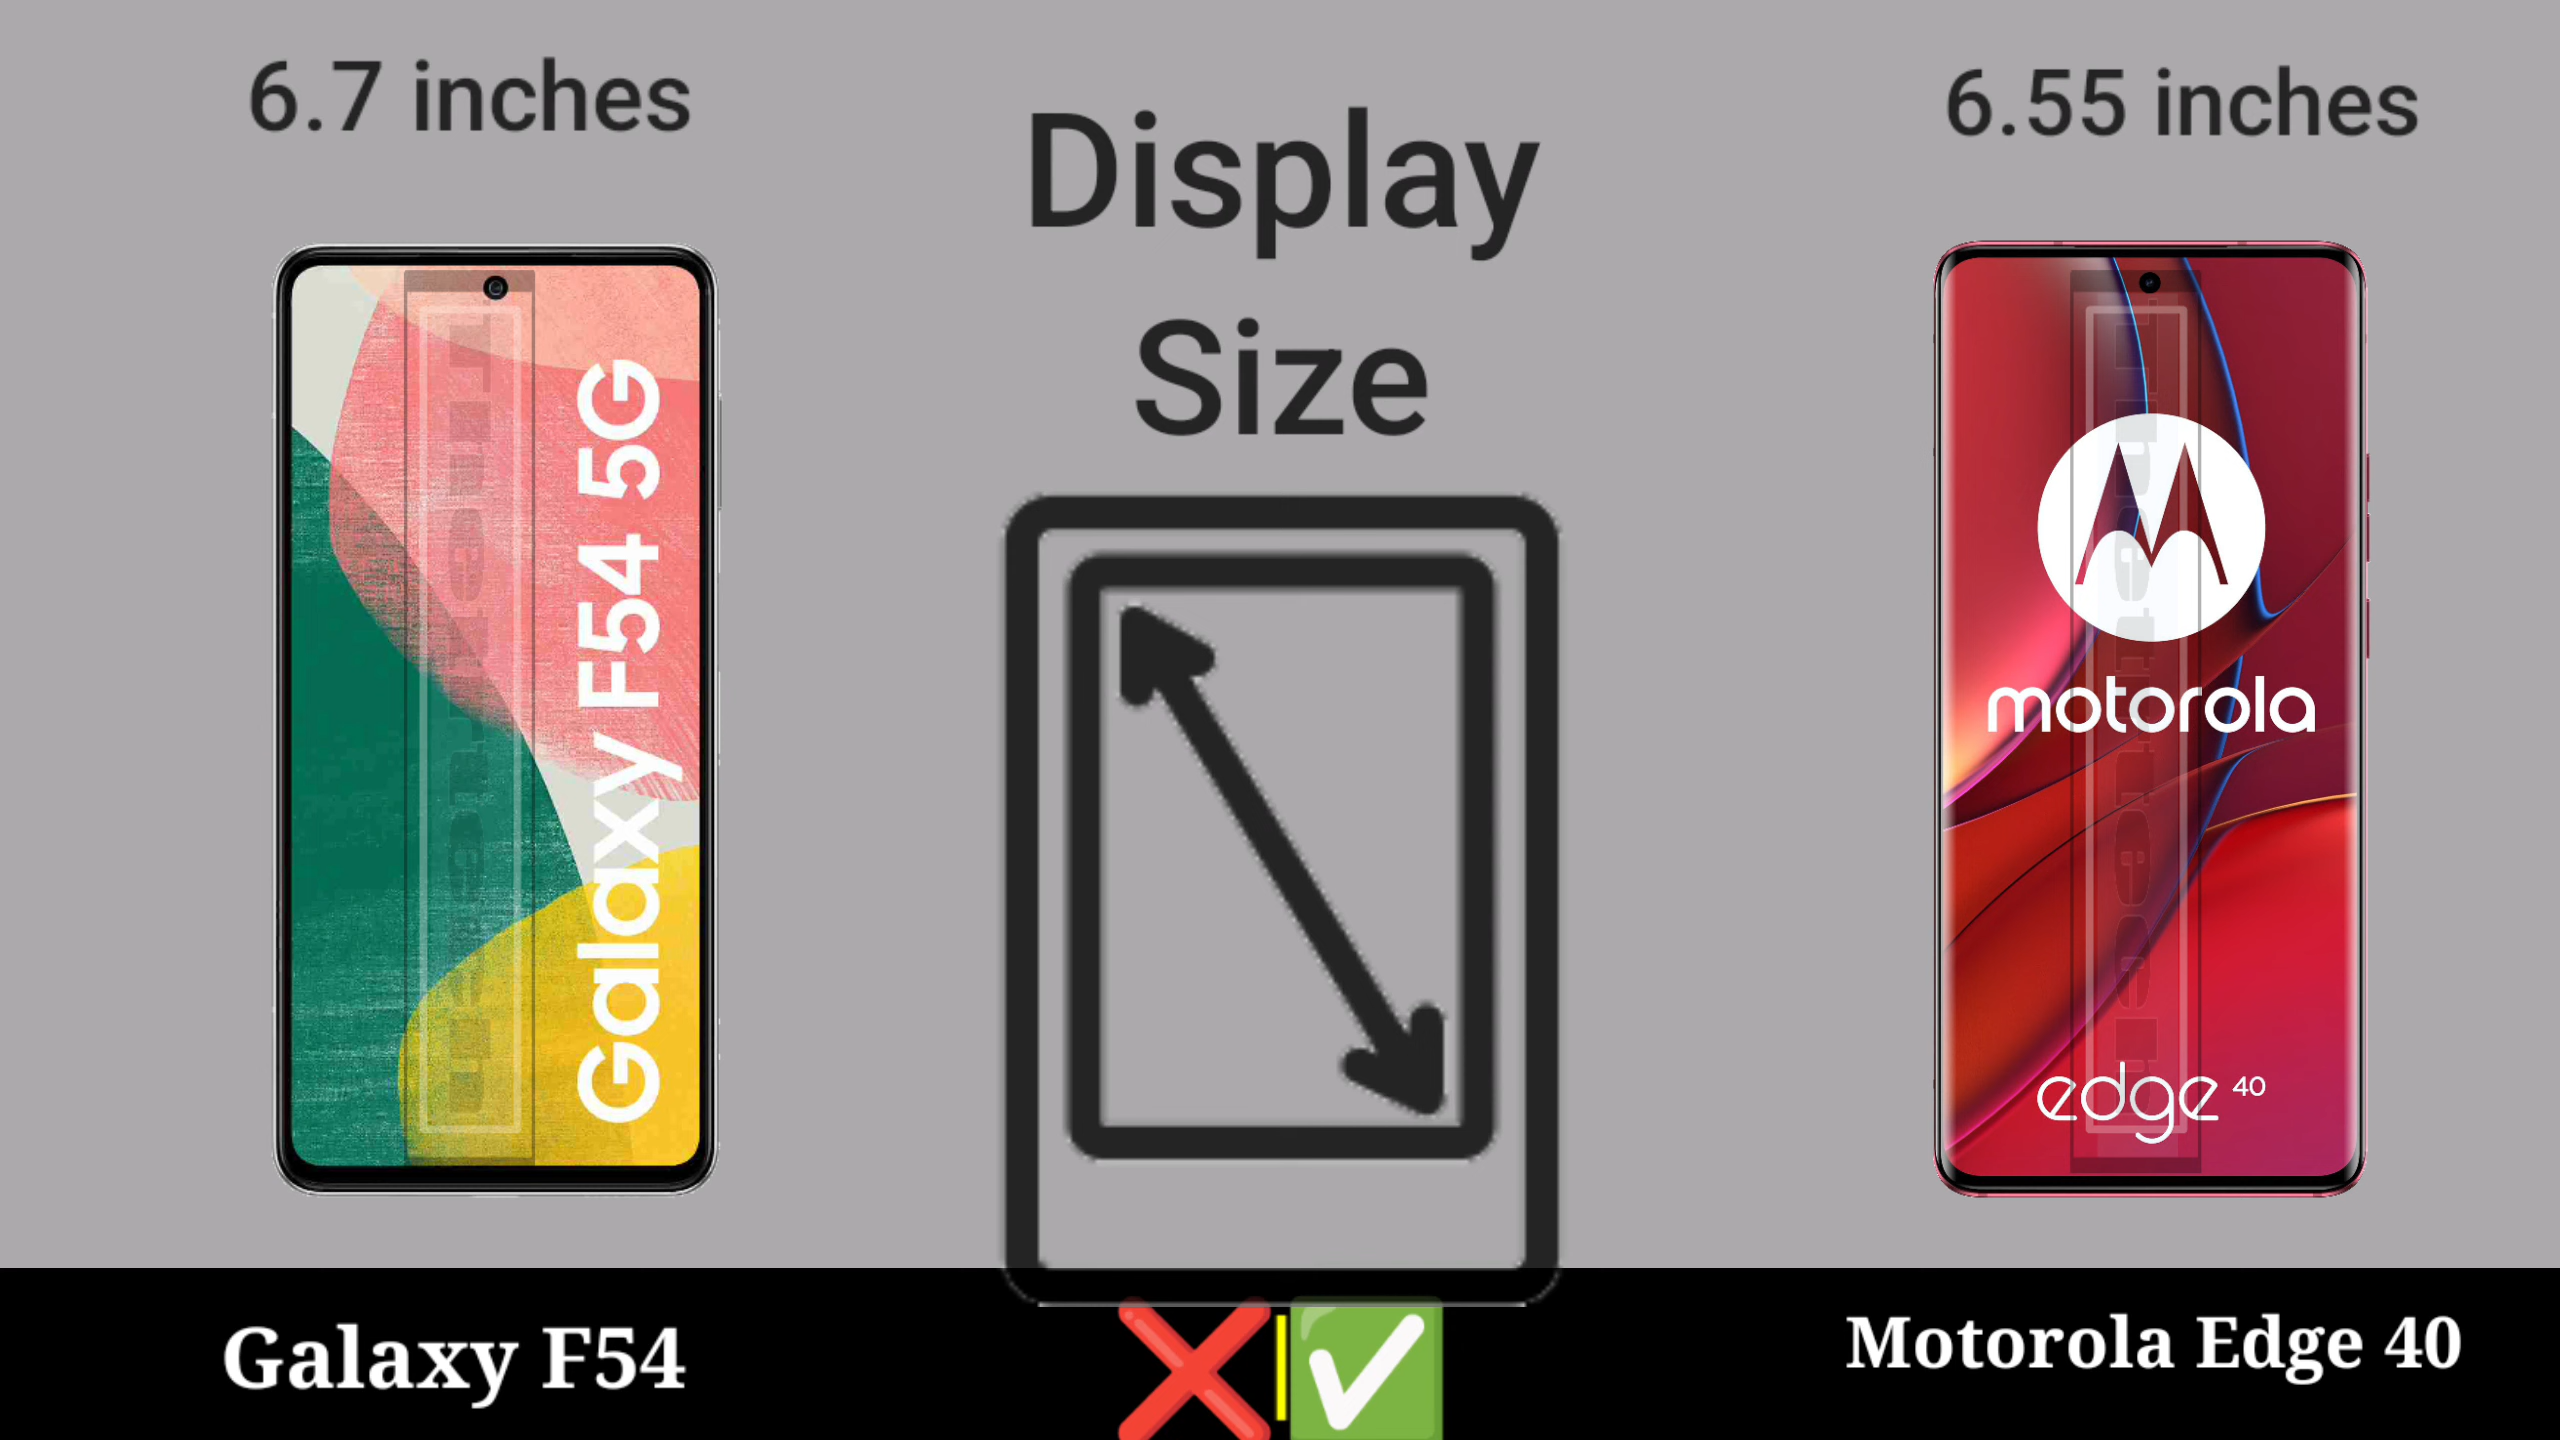 6.7 inches
Display
Size
6.55 inches
Galaxy F54 5G
motorola
edge 40
Galaxy F54
Motorola Edge 40